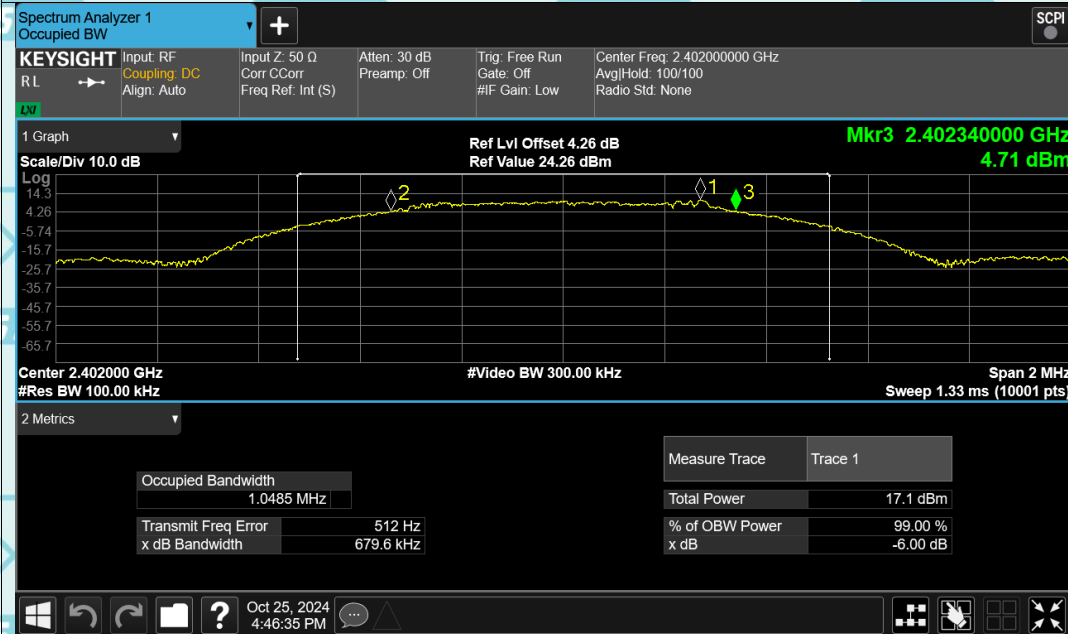 Spectrum Analyzer 1
Occupied BW
+
SCPI
KEYSIGHT
R L
LXI
Input: RF
Coupling: DC
Align: Auto
Input Z: 50 Ω
Corr CCorr
Freq Ref: Int (S)
Atten: 30 dB
Preamp: Off
Trig: Free Run
Gate: Off
#IF Gain: Low
Center Freq: 2.402000000 GHz
Avg|Hold: 100/100
Radio Std: None
1 Graph
Scale/Div 10.0 dB
Ref Lvl Offset 4.26 dB
Ref Value 24.26 dBm
Mkr3 2.402340000 GHz
4.71 dBm
Log
14.3
4.26
-5.74
-15.7
-25.7
-35.7
-45.7
-55.7
-65.7
2
1
3
Center 2.402000 GHz
#Res BW 100.00 kHz
#Video BW 300.00 kHz
Span 2 MHz
Sweep 1.33 ms (10001 pts)
2 Metrics
Occupied Bandwidth
1.0485 MHz
Transmit Freq Error 512 Hz
x dB Bandwidth 679.6 kHz
Measure Trace Trace 1
Total Power 17.1 dBm
% of OBW Power 99.00 %
x dB -6.00 dB
?
Oct 25, 2024
4:46:35 PM